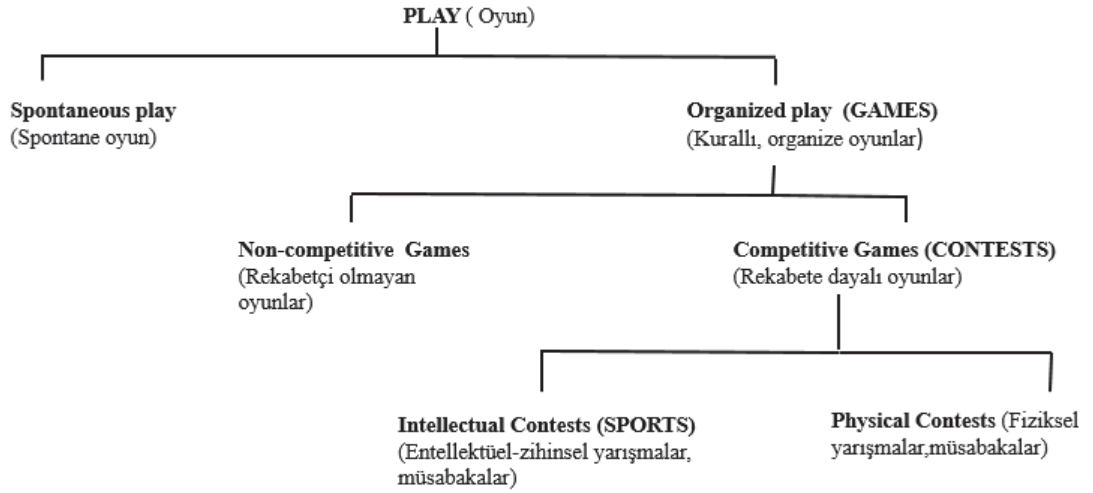 PLAY ( Oyun)
Spontaneous play
(Spontane oyun)
Organized play (GAMES)
(Kurallı, organize oyunlar)
Non-competitive Games
(Rekabetçi olmayan
oyunlar)
Competitive Games (CONTESTS)
(Rekabete dayalı oyunlar)
Intellectual Contests (SPORTS)
(Entellektüel-zihinsel yarışmalar,
müsabakalar)
Physical Contests (Fiziksel
yarışmalar,müsabakalar)